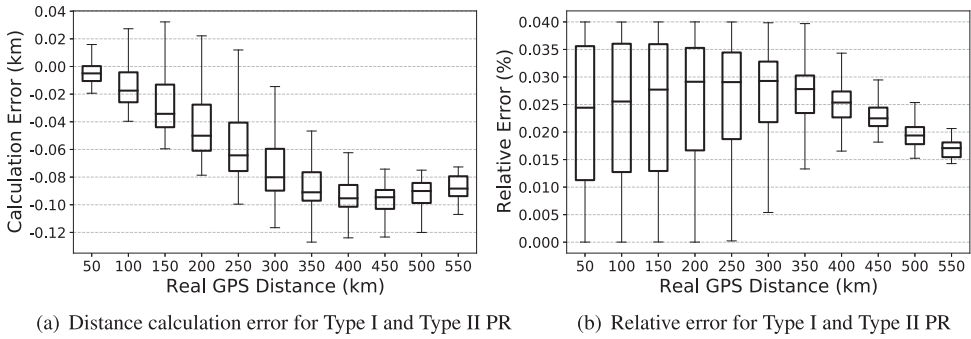 0.04
0.02
0.00
-0.02
-0.04
-0.06
-0.08
-0.10
-0.12
Calculation Error (km)
50 100 150 200 250 300 350 400 450 500 550
Real GPS Distance (km)
(a) Distance calculation error for Type I and Type II PR
0.040
0.035
0.030
0.025
0.020
0.015
0.010
0.005
0.000
Relative Error (%)
50 100 150 200 250 300 350 400 450 500 550
Real GPS Distance (km)
(b) Relative error for Type I and Type II PR